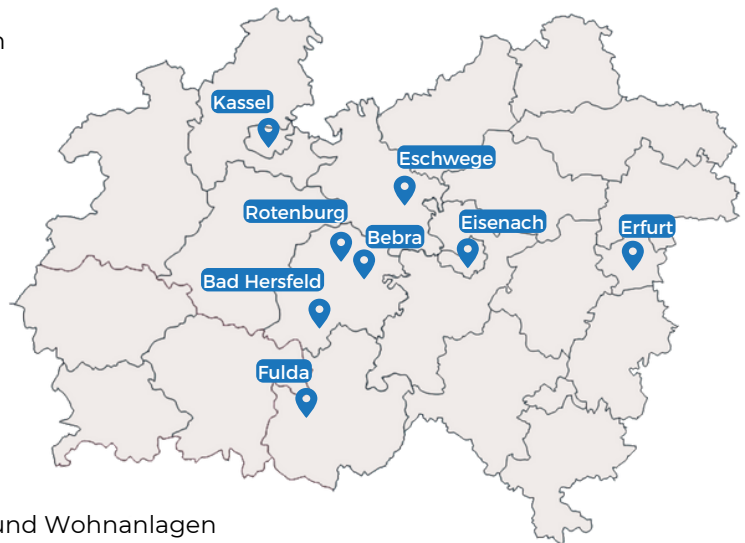 n
Kassel
Eschwege
Rotenburg
Bebra
Eisenach
Erfurt
Bad Hersfeld
Fulda
und Wohnanlagen